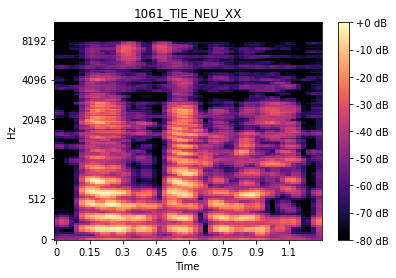 1061_TIE_NEU_XX
+0 dB
8192
-10 dB
4096
-20 dB
-30 dB
2048
Hz
-40 dB
1024
-50 dB
512
-60 dB
-70 dB
0
-80 dB
0 0.15 0.3 0.45 0.6 0.75 0.9 1.1
Time